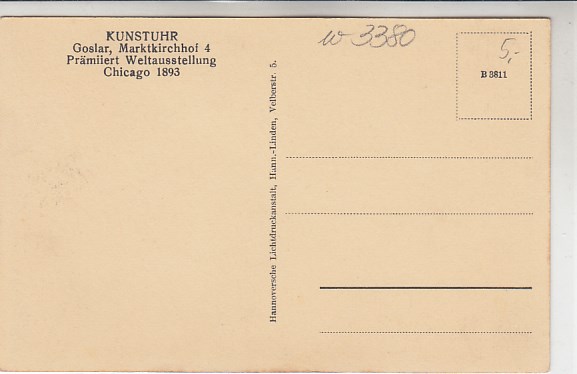 KUNSTUHR
Goslar, Marktkirchhof 4
Prämiiert Weltausstellung
Chicago 1893
w 3380
5,-
B 3811
Hannoversche Lichtdruckanstalt, Hann.-Linden, Velberstr. 5.